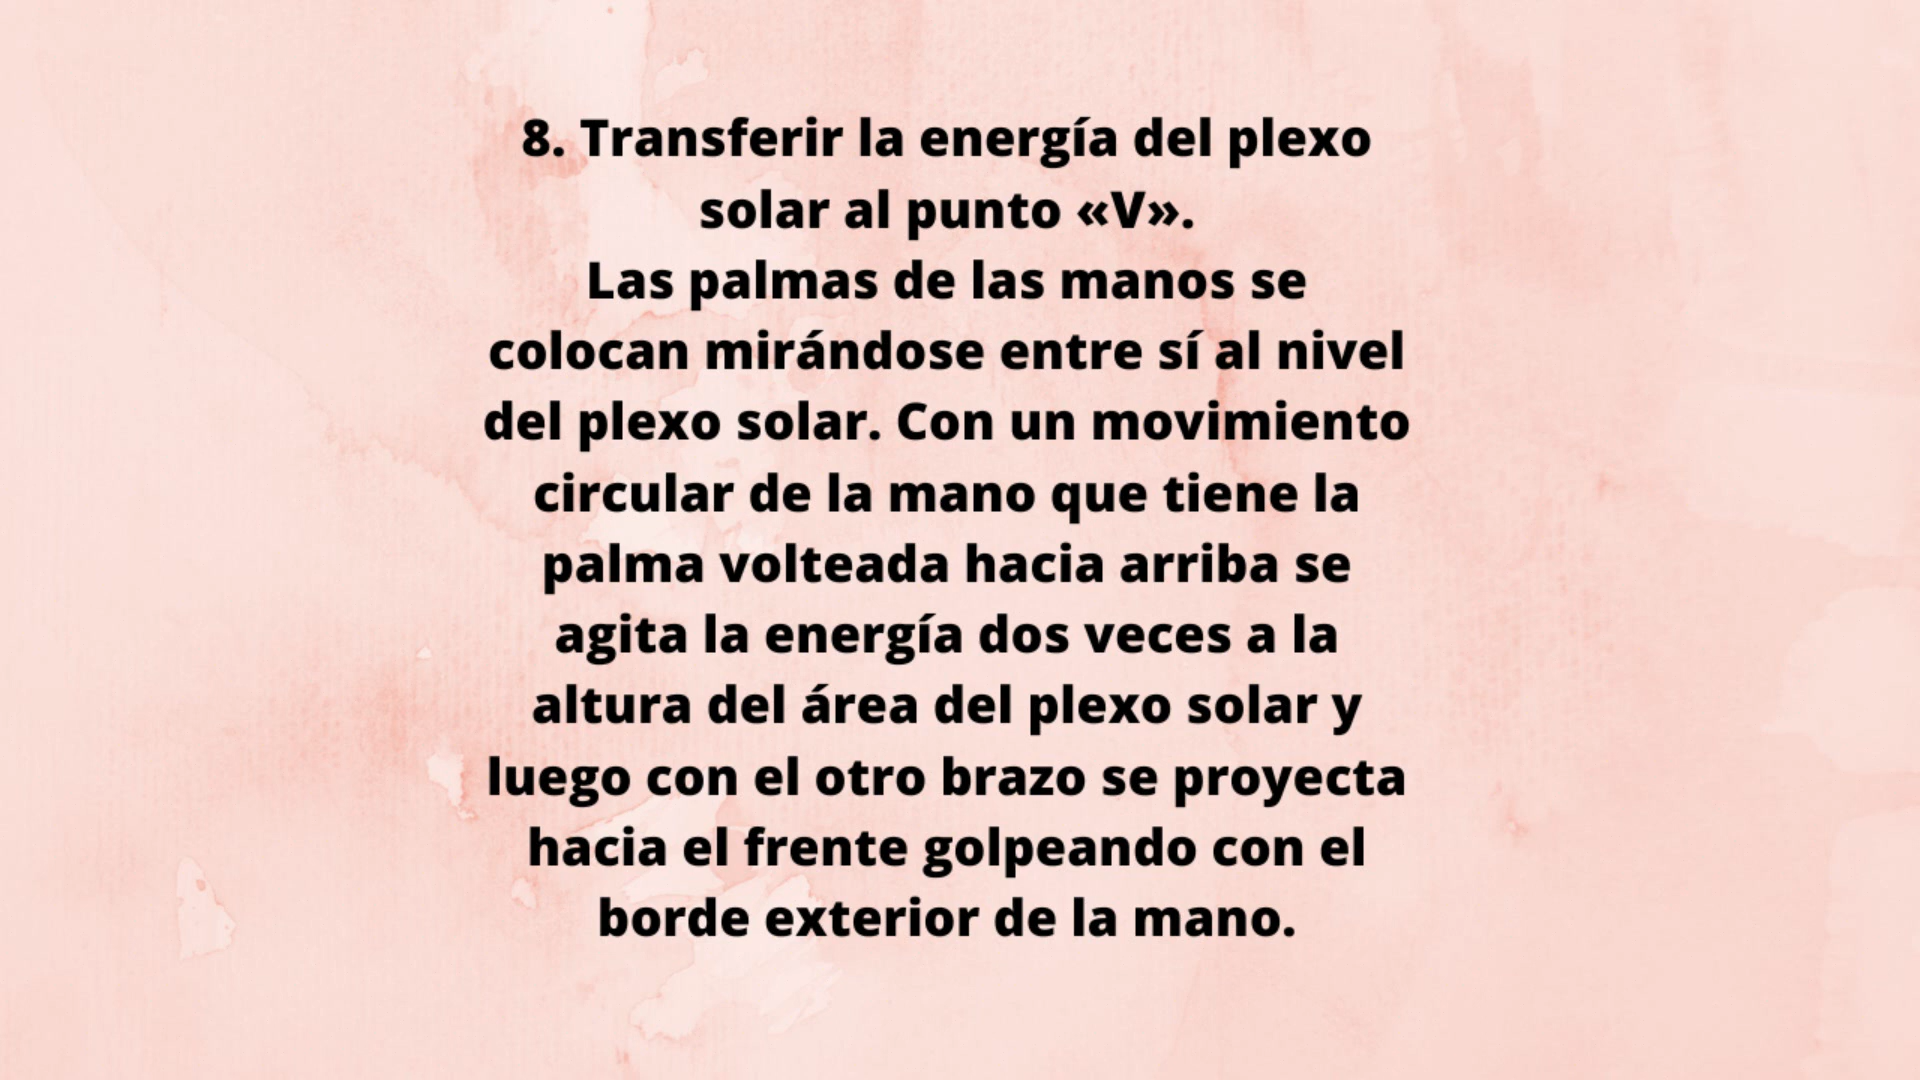 8. Transferir la energía del plexo
solar al punto «V».
Las palmas de las manos se
colocan mirándose entre sí al nivel
del plexo solar. Con un movimiento
circular de la mano que tiene la
palma volteada hacia arriba se
agita la energía dos veces a la
altura del área del plexo solar y
luego con el otro brazo se proyecta
hacia el frente golpeando con el
borde exterior de la mano.